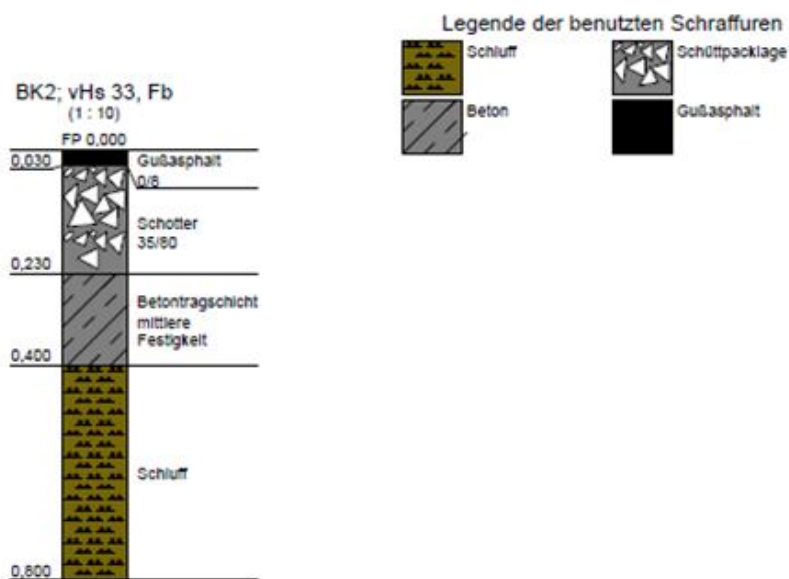 Legende der benutzten Schraffuren
Schluff
Schüttpacklage
Beton
Gußasphalt
BK2; vHs 33, Fb
(1 : 10)
FP 0,000
0,030
Gußasphalt
0/8
Schotter
35/80
0,230
Betontragschicht
mittlere
Festigkeit
0,400
Schluff
0,800